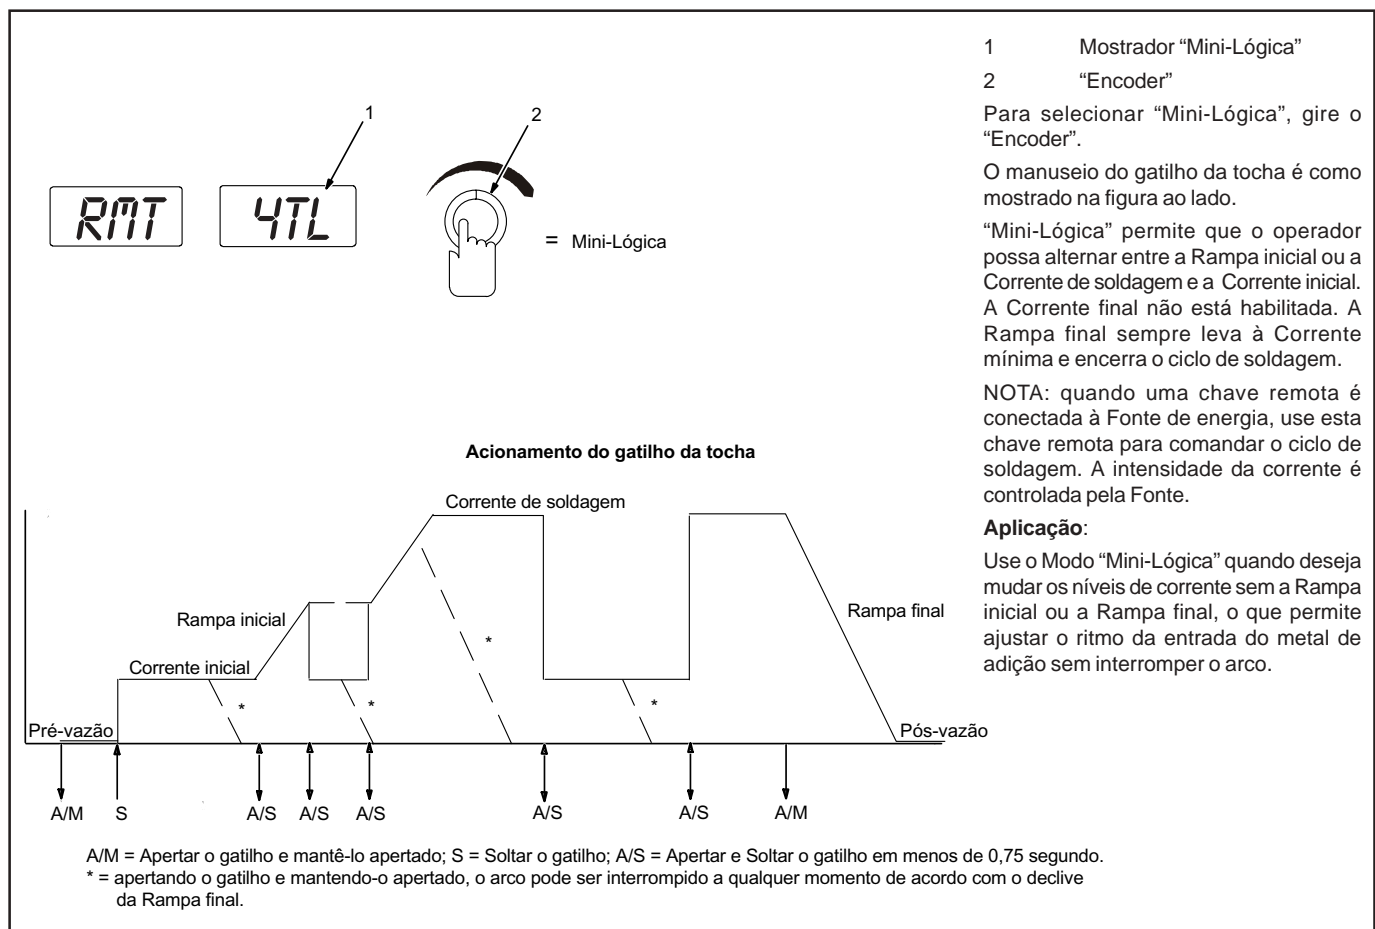 1
2
RMT
4TL
= Mini-Lógica
Acionamento do gatilho da tocha
Corrente de soldagem
Rampa inicial
Rampa final
*
Corrente inicial
*
*
*
Pré-vazão
Pós-vazão
A/M
S
A/S
A/S
A/S
A/S
A/S
A/M
A/M = Apertar o gatilho e mantê-lo apertado; S = Soltar o gatilho; A/S = Apertar e Soltar o gatilho em menos de 0,75 segundo.
* = apertando o gatilho e mantendo-o apertado, o arco pode ser interrompido a qualquer momento de acordo com o declive
da Rampa final.
1 Mostrador “Mini-Lógica”
2 “Encoder”
Para selecionar “Mini-Lógica”, gire o
“Encoder”.
O manuseio do gatilho da tocha é como
mostrado na figura ao lado.
“Mini-Lógica” permite que o operador
possa alternar entre a Rampa inicial ou a
Corrente de soldagem e a Corrente inicial.
A Corrente final não está habilitada. A
Rampa final sempre leva à Corrente
mínima e encerra o ciclo de soldagem.
NOTA: quando uma chave remota é
conectada à Fonte de energia, use esta
chave remota para comandar o ciclo de
soldagem. A intensidade da corrente é
controlada pela Fonte.
Aplicação:
Use o Modo “Mini-Lógica” quando deseja
mudar os níveis de corrente sem a Rampa
inicial ou a Rampa final, o que permite
ajustar o ritmo da entrada do metal de
adição sem interromper o arco.